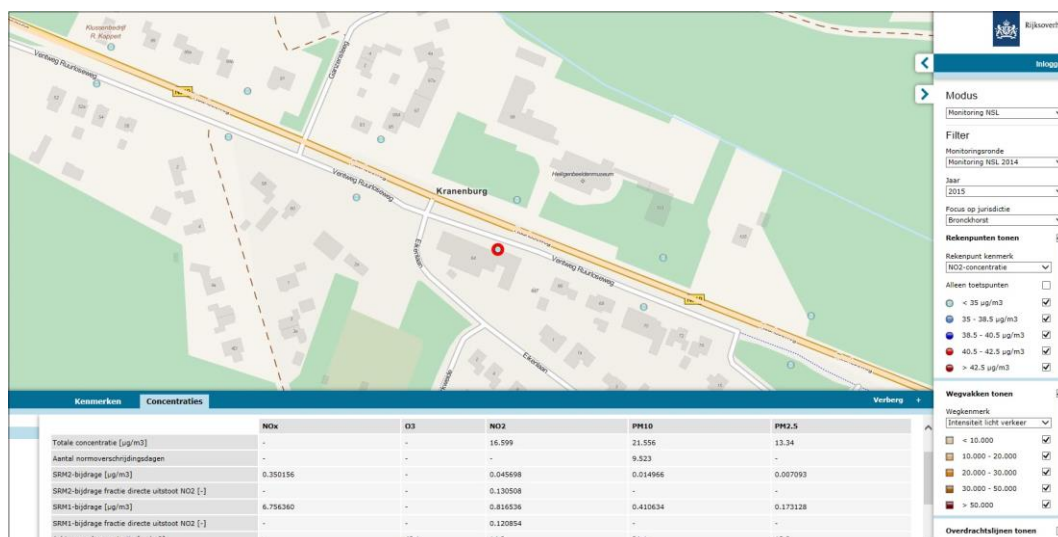 Klussenbedrijf
R. Kappert
Ventweg Ruurloseweg
Ganzensteeg
Heiligenbeeldenmuseum
Kranenburg
Ventweg Ruurloseweg
Eikenlaan
Ventweg Ruurloseweg
Eikenlaan
Rijksoverh
Inlogg
Modus
Monitoring NSL
Filter
Monitoringsronde
Monitoring NSL 2014
Jaar
2015
Focus op jurisdictie
Bronckhorst
Rekenpunten tonen
Rekenpunt kenmerk
NO2-concentratie
Alleen toetspunten
< 35 µg/m3
35 - 38.5 µg/m3
38.5 - 40.5 µg/m3
40.5 - 42.5 µg/m3
> 42.5 µg/m3
Wegvakken tonen
Wegkenmerk
Intensiteit licht verkeer
< 10.000
10.000 - 20.000
20.000 - 30.000
30.000 - 50.000
> 50.000
Overdrachtslijnen tonen
Kenmerken Concentraties Verberg +
NOx O3 NO2 PM10 PM2.5
Totale concentratie [µg/m3] - - 16.599 21.556 13.34
Aantal normoverschrijdingsdagen - - - 9.523 -
SRM2-bijdrage [µg/m3] 0.350156 - 0.045698 0.014966 0.007093
SRM2-bijdrage fractie directe uitstoot NO2 [-] - - 0.130508 - -
SRM1-bijdrage [µg/m3] 6.756360 - 0.816536 0.410634 0.173128
SRM1-bijdrage fractie directe uitstoot NO2 [-] - - 0.120854 - -